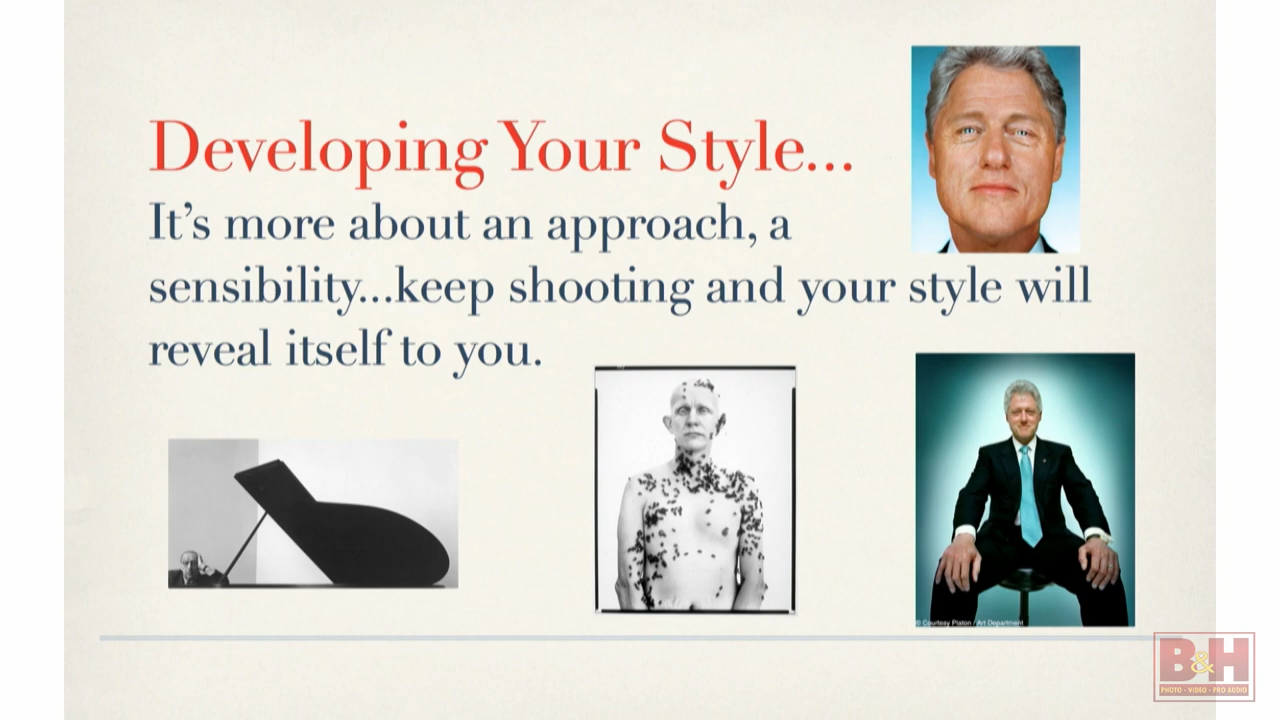 Developing Your Style...
It's more about an approach, a
sensibility...keep shooting and your style will
reveal itself to you.
© Courtesy Platon / Art Department
B&H
PHOTO - VIDEO - PRO AUDIO